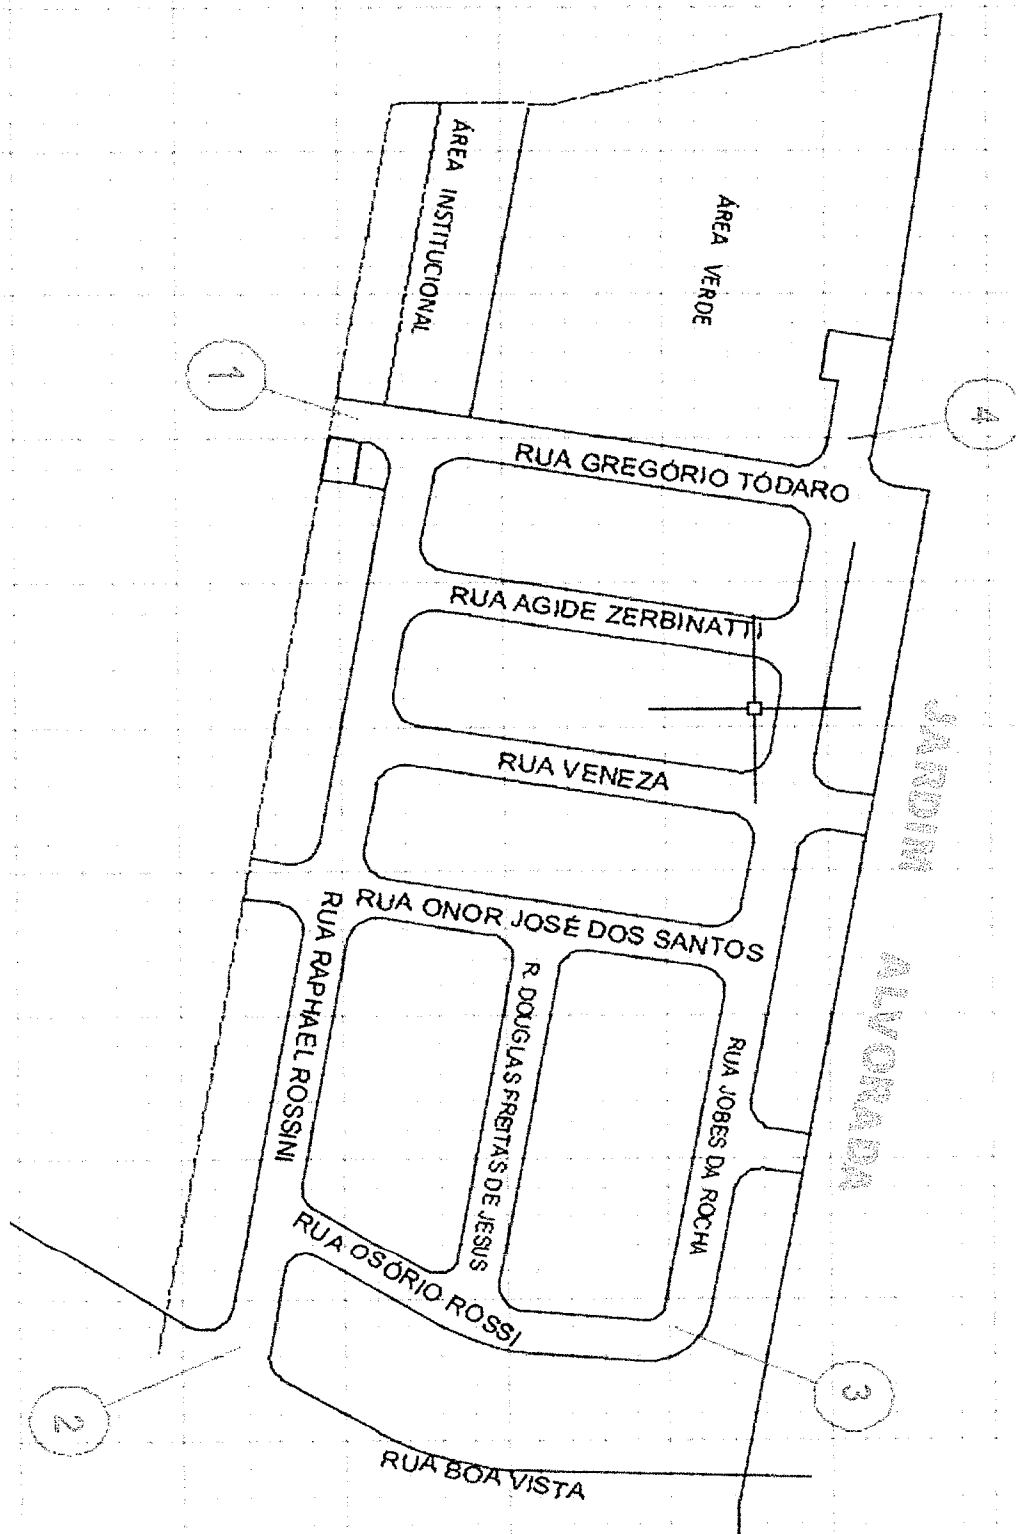 ÁREA INSTITUCIONAL
ÁREA VERDE
1
4
RUA GREGÓRIO TÓDARO
RUA AGIDE ZERBINATTI
RUA VENEZA
JARDIM ALVORADA
RUA ONOR JOSÉ DOS SANTOS
RUA RAPHAEL ROSSINI
R. DOUGLAS FREITAS DE JESUS
RUA JOBES DA ROCHA
RUA OSÓRIO ROSSI
3
2
RUA BOA VISTA